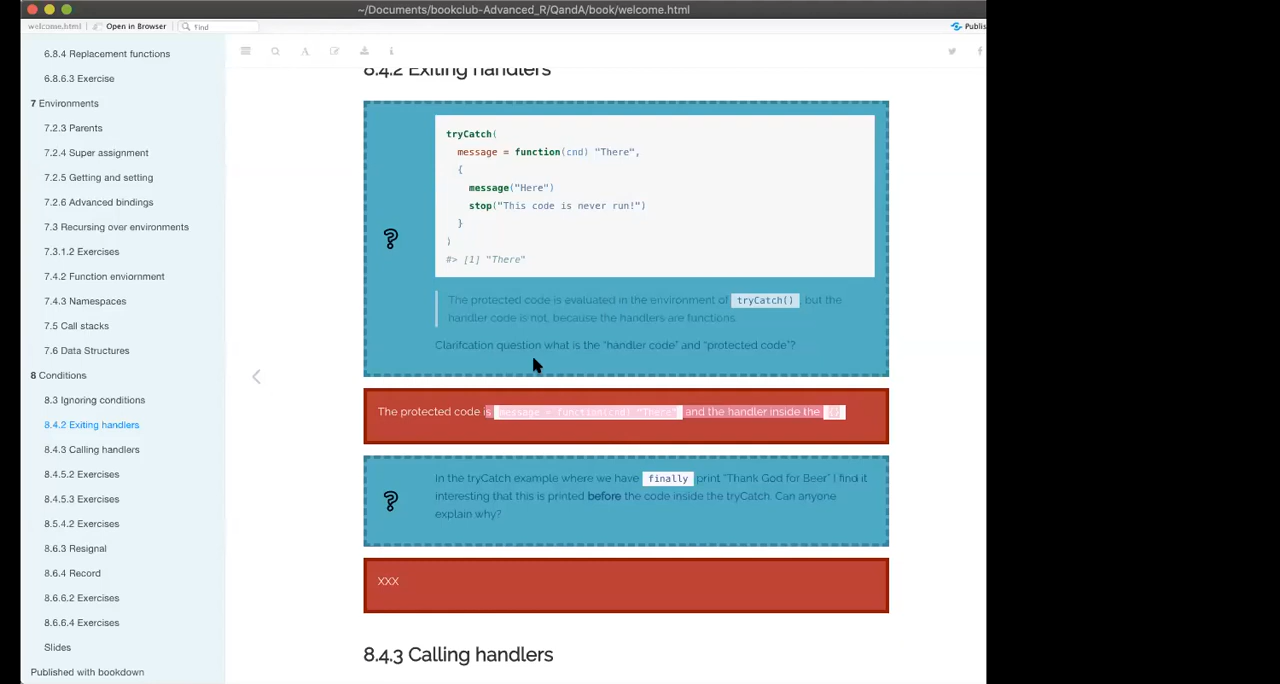 ~/Documents/bookclub-Advanced_R/QandA/book/welcome.html
welcome.html
Open in Browser
Find
Publis
6.8.4 Replacement functions
6.8.6.3 Exercise
7 Environments
7.2.3 Parents
7.2.4 Super assignment
7.2.5 Getting and setting
7.2.6 Advanced bindings
7.3 Recursing over environments
7.3.1.2 Exercises
7.4.2 Function enviornment
7.4.3 Namespaces
7.5 Call stacks
7.6 Data Structures
8 Conditions
8.3 Ignoring conditions
8.4.2 Exiting handlers
8.4.3 Calling handlers
8.4.5.2 Exercises
8.4.5.3 Exercises
8.5.4.2 Exercises
8.6.3 Resignal
8.6.4 Record
8.6.6.2 Exercises
8.6.6.4 Exercises
Slides
Published with bookdown
8.4.2 Exiting handlers
tryCatch(
message = function(cnd) "There",
{
message("Here")
stop("This code is never run!")
}
)
#> [1] "There"
The protected code is evaluated in the environment of tryCatch() but the
handler code is not, because the handlers are functions
Clarifcation question what is the "handler code" and "protected code"?
The protected code is message = function(cnd) "There" and the handler inside the {}
In the tryCatch example where we have finally print "Thank God for Beer" I find it
interesting that this is printed before the code inside the tryCatch. Can anyone
explain why?
XXX
8.4.3 Calling handlers